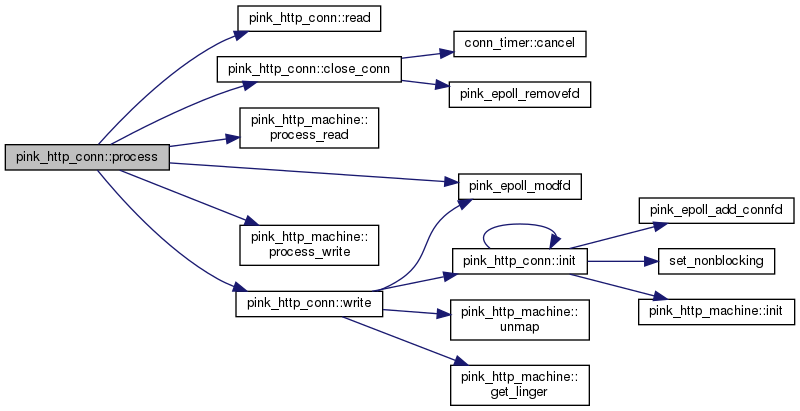 pink_http_conn::process
pink_http_conn::read
pink_http_conn::close_conn
pink_http_machine::
process_read
pink_http_machine::
process_write
pink_http_conn::write
conn_timer::cancel
pink_epoll_removefd
pink_epoll_modfd
pink_http_conn::init
pink_http_machine::
unmap
pink_http_machine::
get_linger
pink_epoll_add_connfd
set_nonblocking
pink_http_machine::init